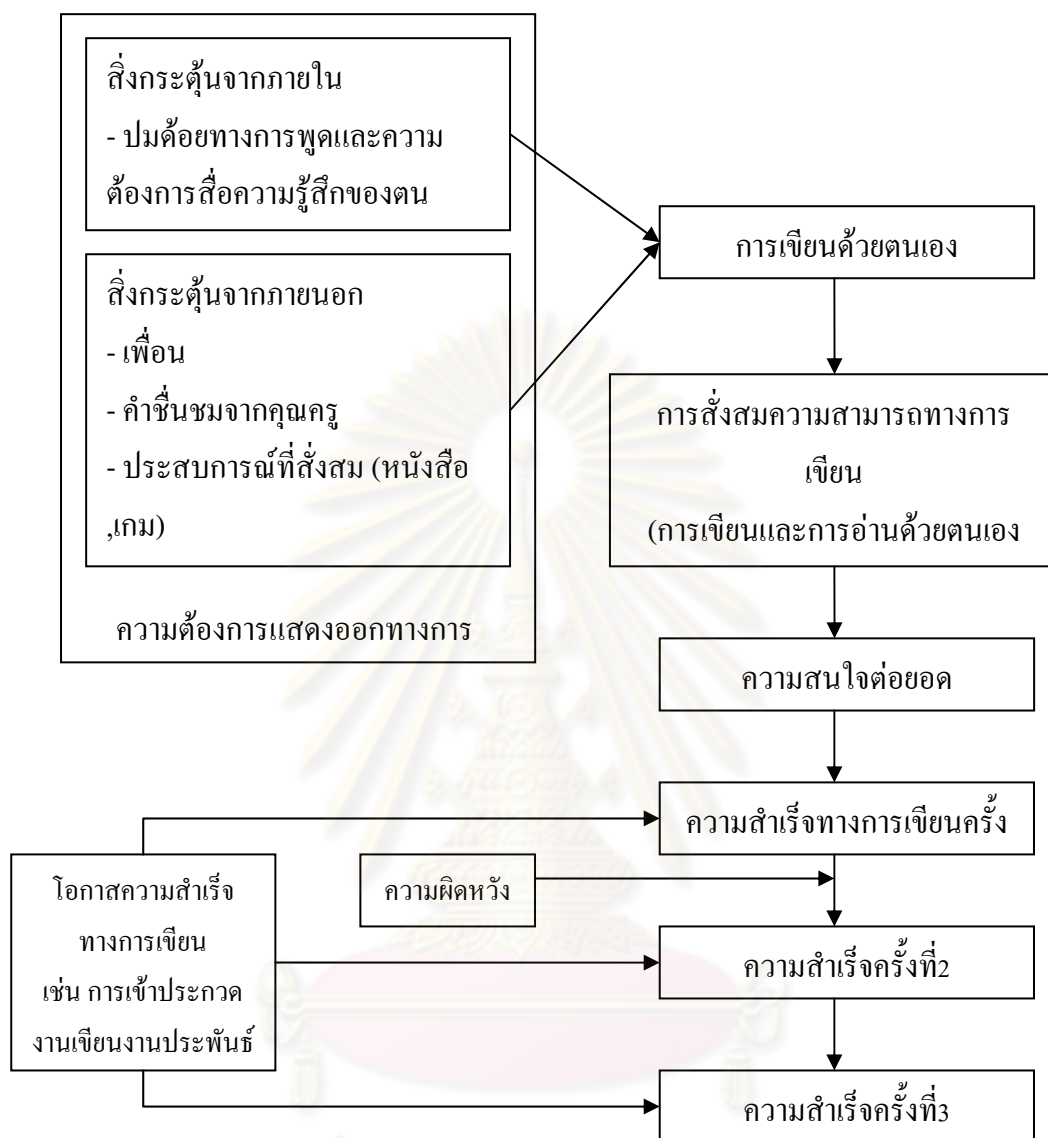 สิ่งกระตุ้นจากภายใน
- ปมด้อยทางการพูดและความ
ต้องการสื่อความรู้สึกของตน
สิ่งกระตุ้นจากภายนอก
- เพื่อน
- คำชื่นชมจากคุณครู
- ประสบการณ์ที่สั่งสม (หนังสือ
,เกม)
ความต้องการแสดงออกทางการ
การเขียนด้วยตนเอง
การสั่งสมความสามารถทางการ
เขียน
(การเขียนและการอ่านด้วยตนเอง
ความสนใจต่อยอด
ความสำเร็จทางการเขียนครั้ง
โอกาสความสำเร็จ
ทางการเขียน
เช่น การเข้าประกวด
งานเขียนงานประพันธ์
ความผิดหวัง
ความสำเร็จครั้งที่2
ความสำเร็จครั้งที่3